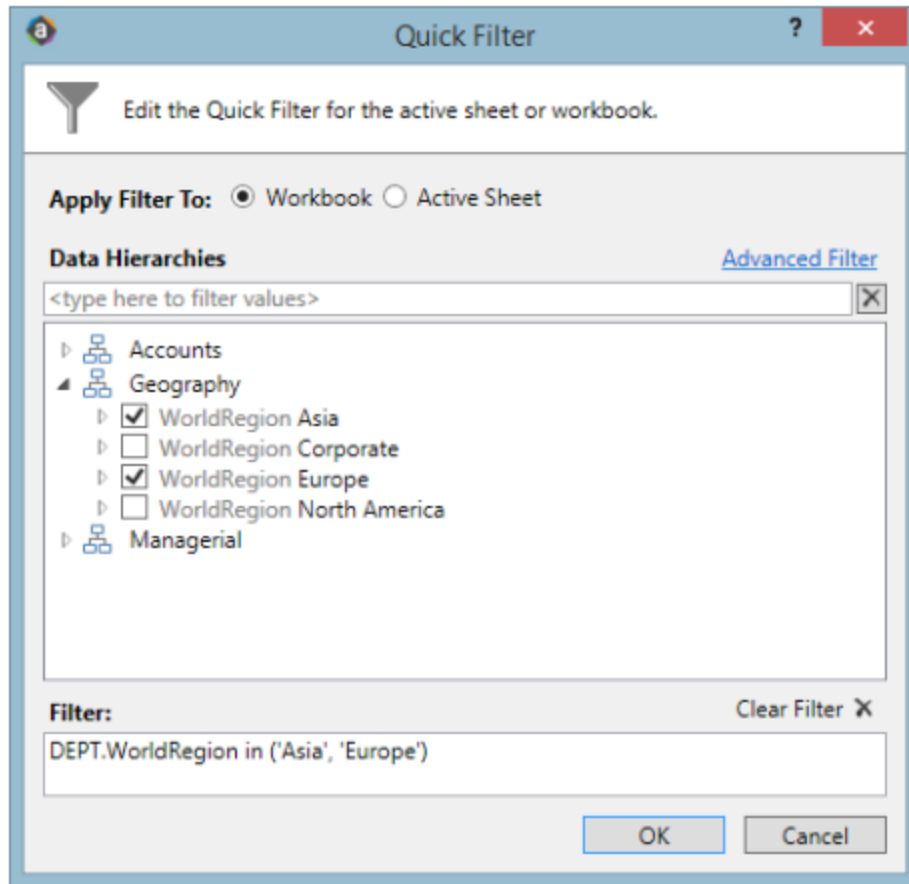 Quick Filter ?
Edit the Quick Filter for the active sheet or workbook.
Apply Filter To: Workbook Active Sheet
Data Hierarchies Advanced Filter
<type here to filter values>
Accounts
Geography
WorldRegion Asia
WorldRegion Corporate
WorldRegion Europe
WorldRegion North America
Managerial
Filter: Clear Filter
DEPT.WorldRegion in ('Asia', 'Europe')
OK Cancel